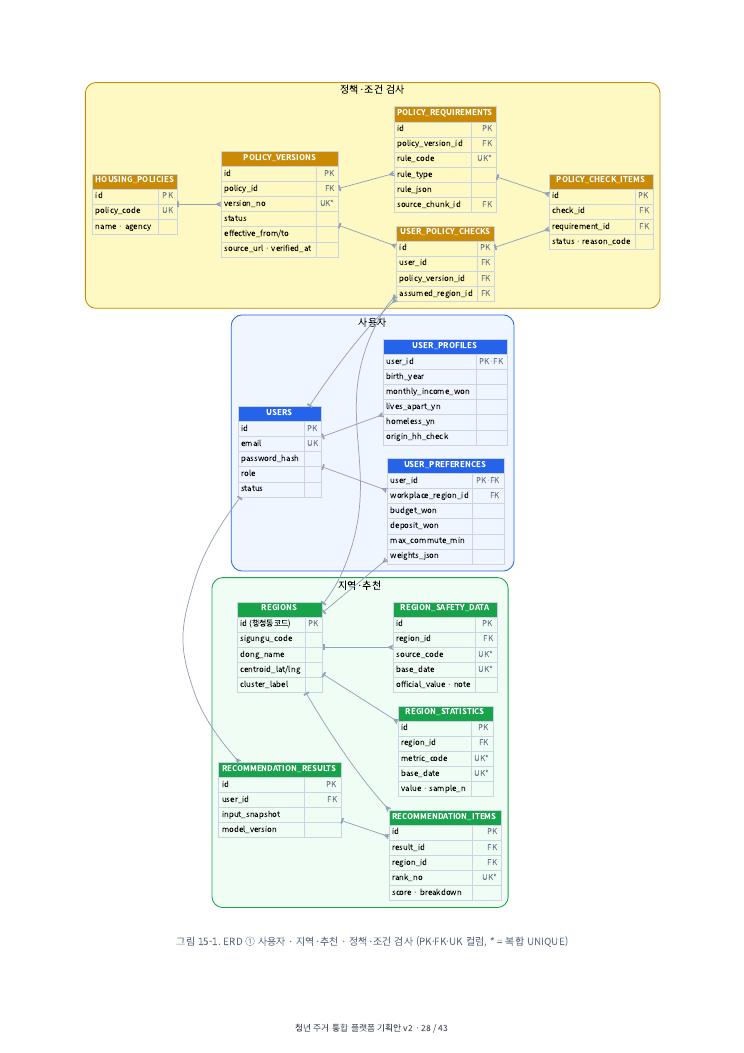 정책·조건 검사
HOUSING_POLICIES
id PK
policy_code UK
name · agency
POLICY_VERSIONS
id PK
policy_id FK
version_no UK*
status
effective_from/to
source_url · verified_at
POLICY_REQUIREMENTS
id PK
policy_version_id FK
rule_code UK*
rule_type
rule_json
source_chunk_id FK
USER_POLICY_CHECKS
id PK
user_id FK
policy_version_id FK
assumed_region_id FK
POLICY_CHECK_ITEMS
id PK
check_id FK
requirement_id FK
status · reason_code
사용자
USERS
id PK
email UK
password_hash
role
status
USER_PROFILES
user_id PK·FK
birth_year
monthly_income_won
lives_apart_yn
homeless_yn
origin_hh_check
USER_PREFERENCES
user_id PK·FK
workplace_region_id FK
budget_won
deposit_won
max_commute_min
weights_json
지역·추천
REGIONS
id (행정동코드) PK
sigungu_code
dong_name
centroid_lat/lng
cluster_label
REGION_SAFETY_DATA
id PK
region_id FK
source_code UK*
base_date UK*
official_value · note
REGION_STATISTICS
id PK
region_id FK
metric_code UK*
base_date UK*
value · sample_n
RECOMMENDATION_RESULTS
id PK
user_id FK
input_snapshot
model_version
RECOMMENDATION_ITEMS
id PK
result_id FK
region_id FK
rank_no UK*
score · breakdown
그림 15-1. ERD ① 사용자 · 지역·추천 · 정책·조건 검사 (PK·FK·UK 컬럼, * = 복합 UNIQUE)
청년 주거 통합 플랫폼 기획안 v2 · 28 / 43